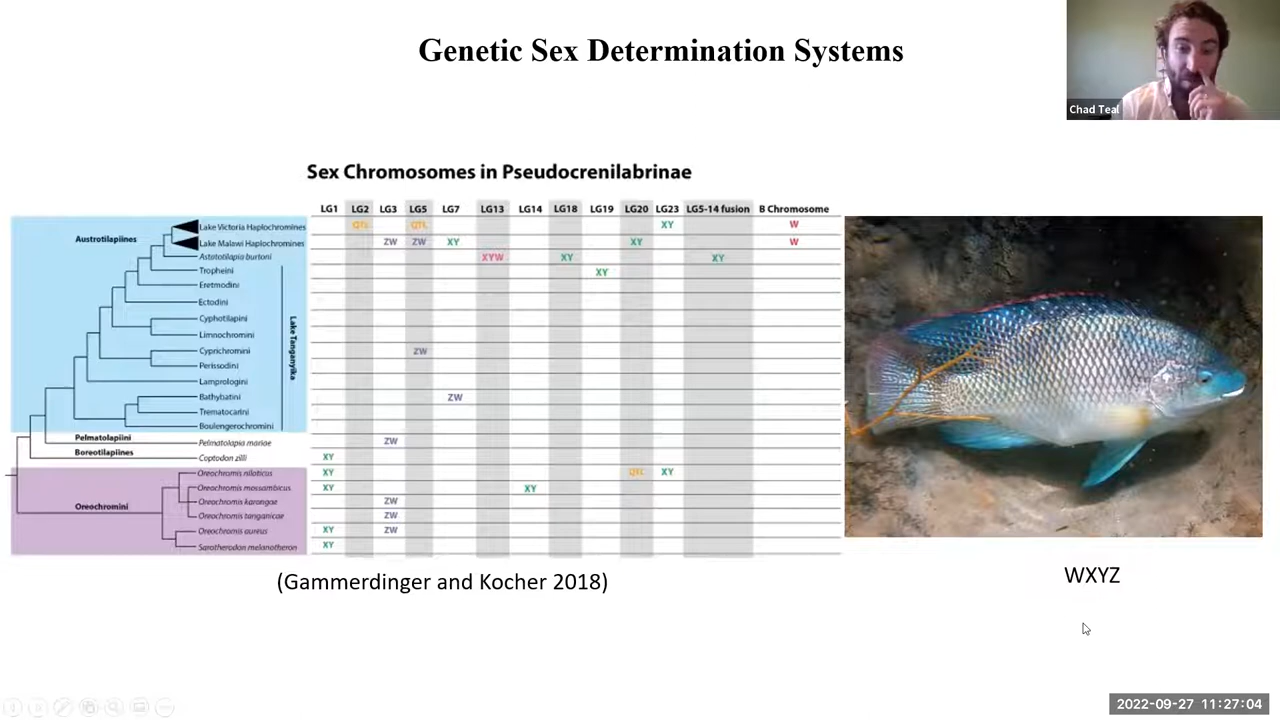 Genetic Sex Determination Systems
Chad Teal
Sex Chromosomes in Pseudocrenilabrinae
LG1 LG2 LG3 LG5 LG7 LG13 LG14 LG18 LG19 LG20 LG23 LG5-14 fusion B Chromosome
Austrotilapiines
Lake Victoria Haplochromines QTL QTL XY W
Lake Malawi Haplochromines ZW ZW XY XY W
Astatotilapia burtoni XYW XY XY
Tropheini XY
Eretmodini
Ectodini
Cyphotilapini
Limnochromini
Cyprichromini ZW
Perissodini
Lamprologini
Bathybatini ZW
Trematocarini
Boulengerochromini
Lake Tanganyika
Pelmatolapiini
Pelmatolapia mariae ZW
Boreotilapiines
Coptodon zilli XY
Oreochromini
Oreochromis niloticus XY QTL XY
Oreochromis mossambicus XY XY
Oreochromis karongae ZW
Oreochromis tanganicae ZW
Oreochromis aureus XY ZW
Sarotherodon melanotheron XY
(Gammerdinger and Kocher 2018)
WXYZ
2022-09-27 11:27:04